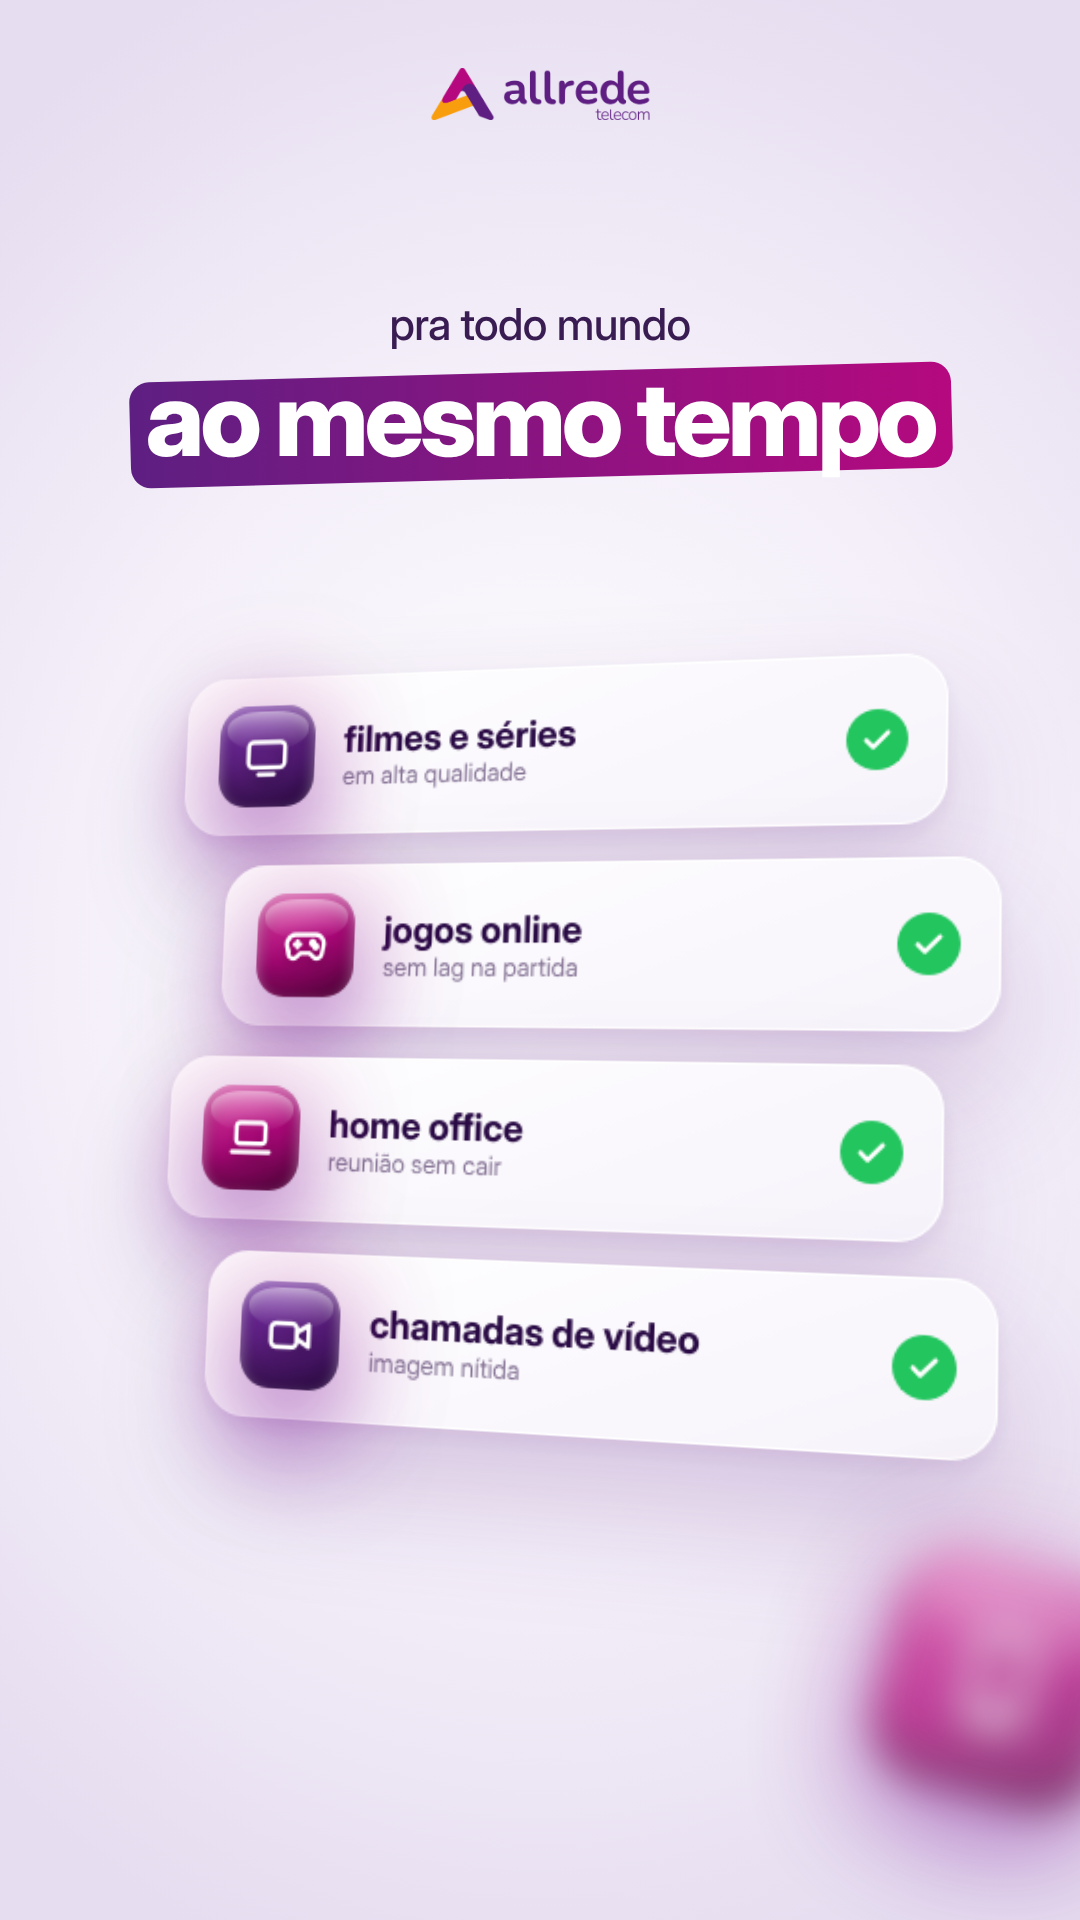 allrede
telecom
pra todo mundo
ao mesmo tempo
filmes e séries
em alta qualidade
jogos online
sem lag na partida
home office
reunião sem cair
chamadas de vídeo
imagem nítida